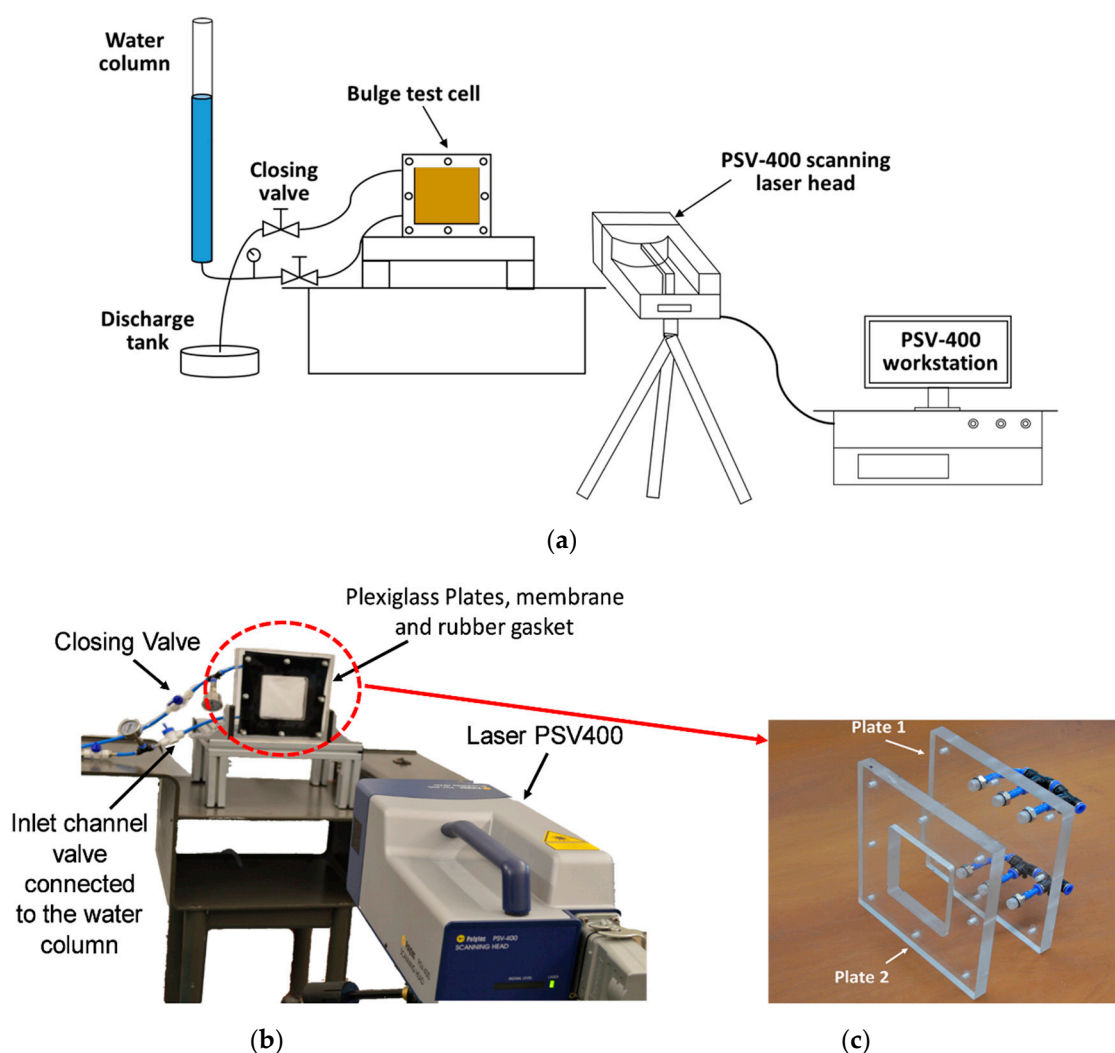 Water
column
Bulge test cell
Closing
valve
PSV-400 scanning
laser head
Discharge
tank
PSV-400
workstation
(a)
Plexiglass Plates, membrane
and rubber gasket
Closing Valve
Laser PSV400
Inlet channel
valve
connected
to the water
column
Polytec PSV-400
SCANNING HEAD
LASER
Plate 1
Plate 2
(b)
(c)